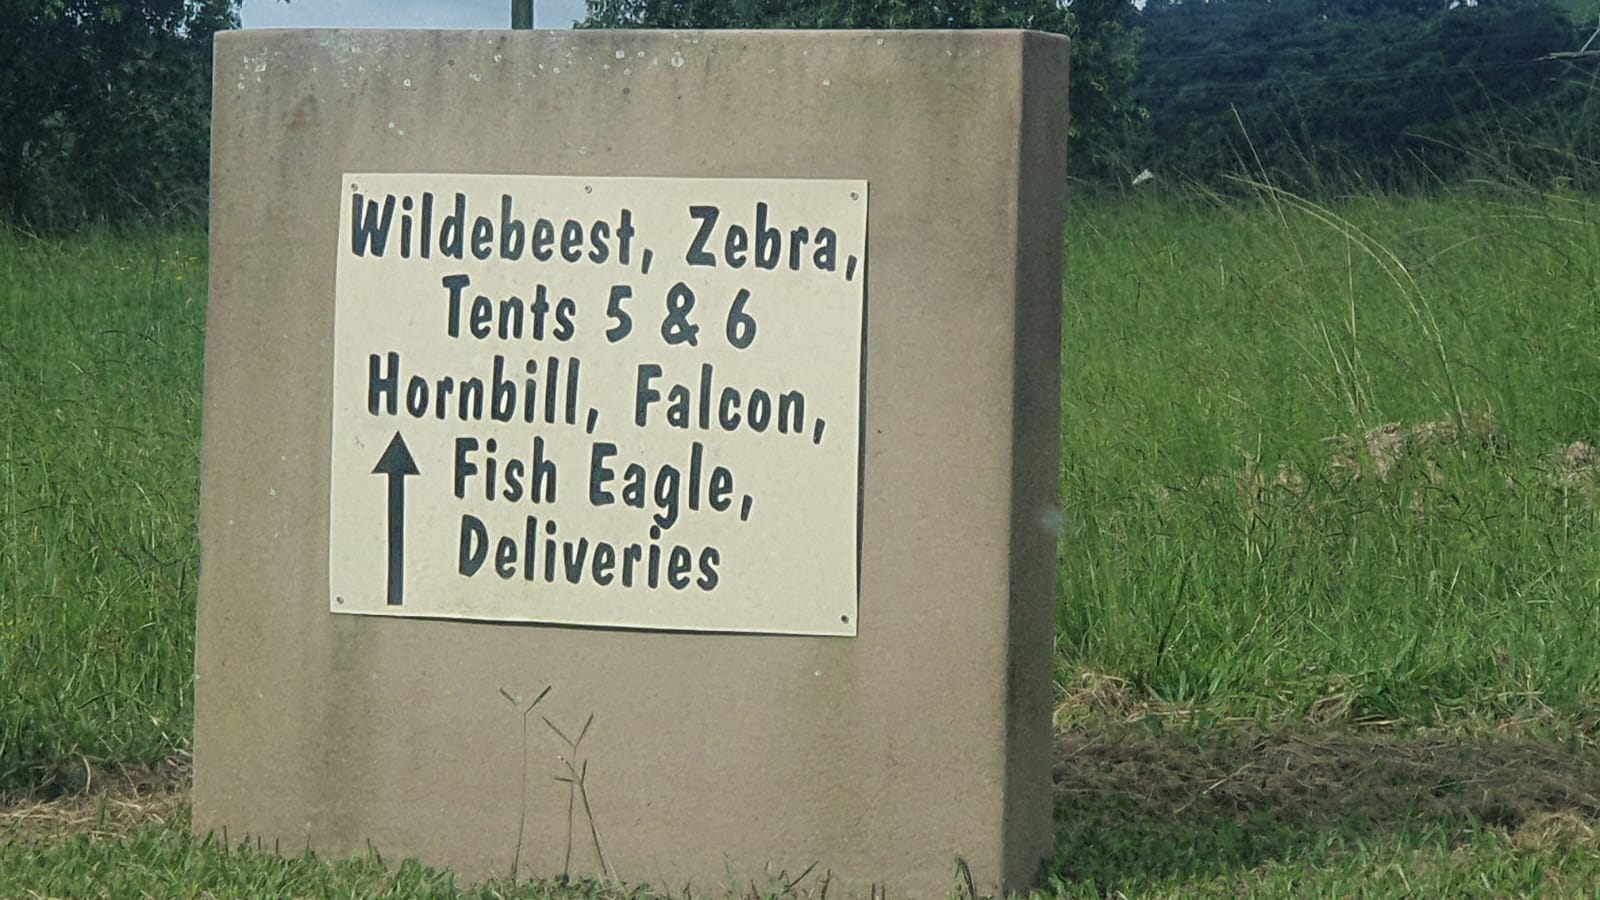 Wildebeest, Zebra,
Tents 5 & 6
Hornbill, Falcon,
Fish Eagle,
Deliveries